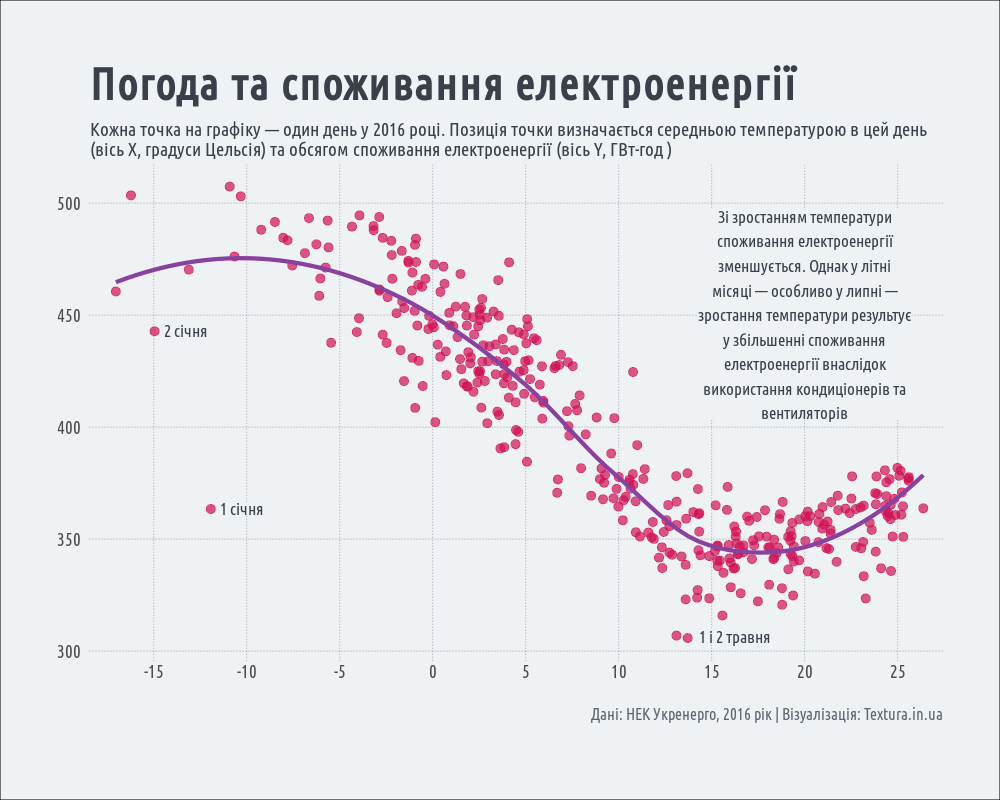 Погода та споживання електроенергії
Кожна точка на графіку — один день у 2016 році. Позиція точки визначається середньою температурою в цей день
(вісь X, градуси Цельсія) та обсягом споживання електроенергії (вісь Y, ГВт-год )
500
Зі зростанням температури
споживання електроенергії
зменшується. Однак у літні
місяці — особливо у липні —
зростання температури результує
у збільшенні споживання
електроенергії внаслідок
використання кондиціонерів та
вентиляторів
450
2 січня
400
1 січня
350
1 і 2 травня
300
-15 -10 -5 0 5 10 15 20 25
Дані: НЕК Укренерго, 2016 рік | Візуалізація: Textura.in.ua